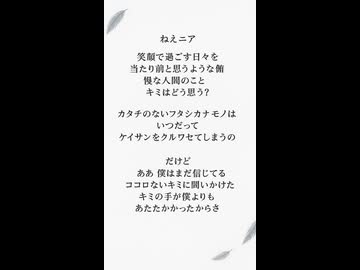 ねえニア
笑顔で過ごす日々を
当たり前と思うような傲
慢な人間のこと
キミはどう思う?
カタチのないフタシカナモノは
いつだって
ケイサンをクルワセてしまうの
だけど
ああ 僕はまだ信じてる
ココロないキミに問いかけた
キミの手が僕よりも
あたたかかったからさ